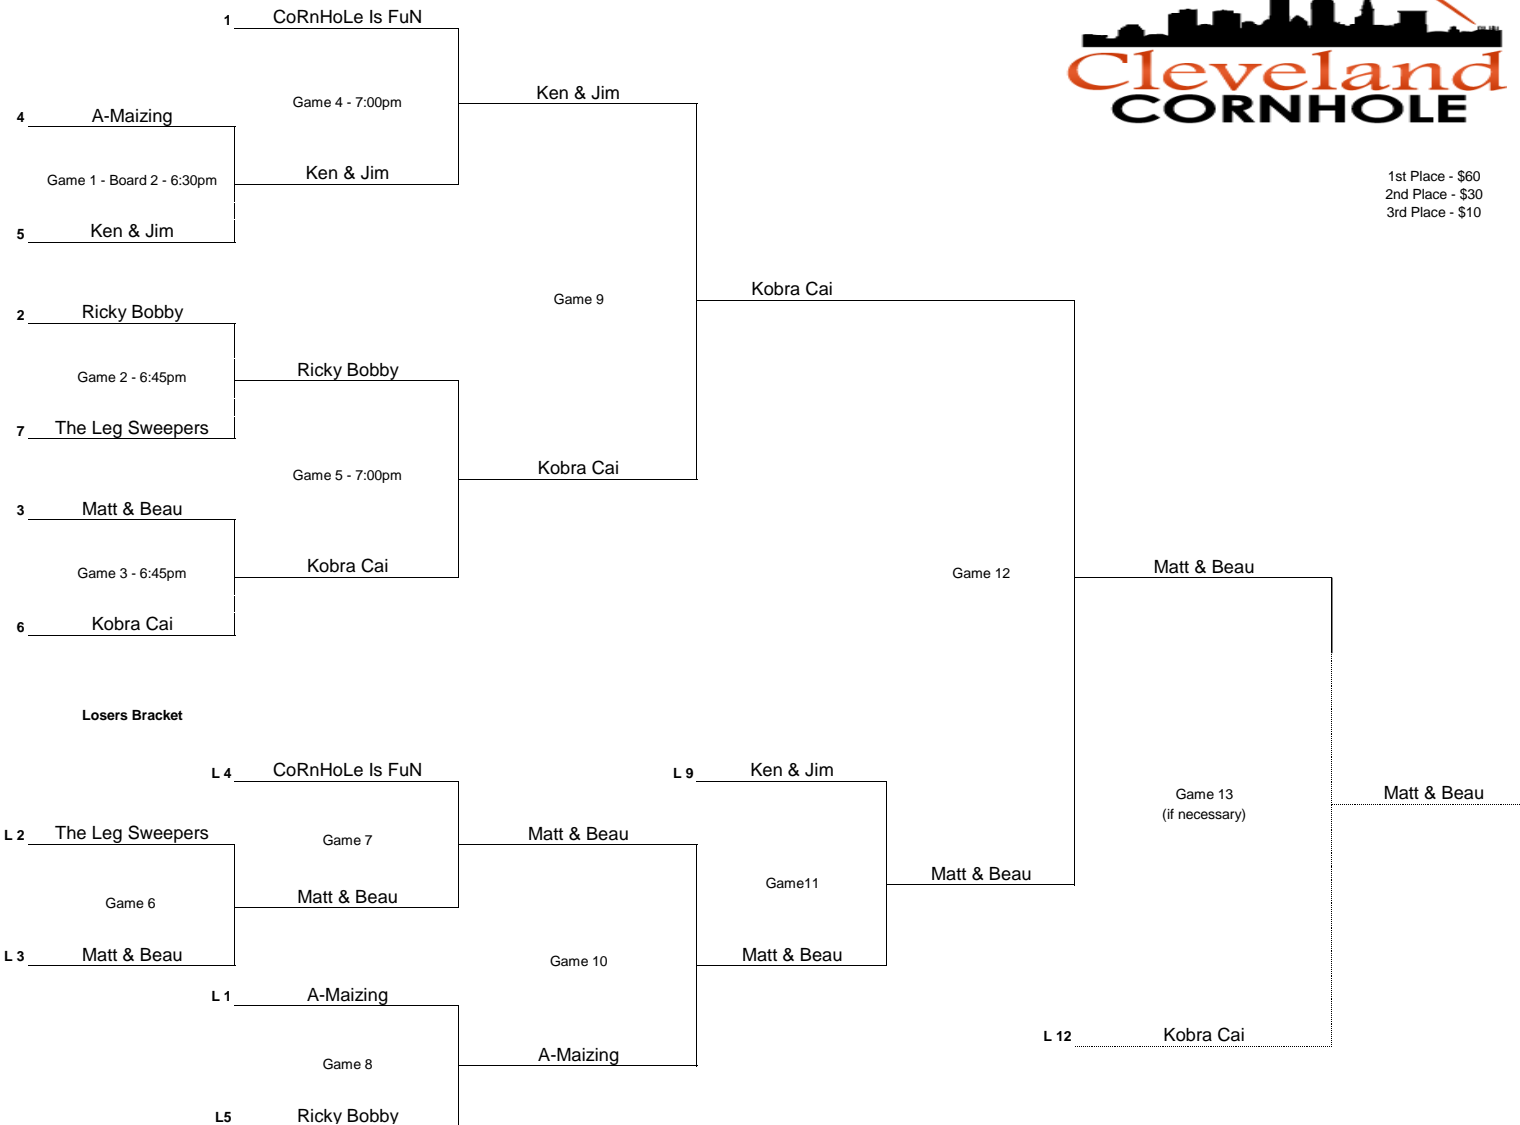 1 CoRnHoLe Is FuN
Cleveland
CORNHOLE
Game 4 - 7:00pm
Ken & Jim
4 A-Maizing
Game 1 - Board 2 - 6:30pm
Ken & Jim
1st Place - $60
2nd Place - $30
3rd Place - $10
5 Ken & Jim
2 Ricky Bobby
Game 9
Kobra Cai
Game 2 - 6:45pm
Ricky Bobby
7 The Leg Sweepers
Game 5 - 7:00pm
Kobra Cai
3 Matt & Beau
Game 3 - 6:45pm
Kobra Cai
Game 12
Matt & Beau
6 Kobra Cai
Losers Bracket
L 4 CoRnHoLe Is FuN
L 9 Ken & Jim
Game 13
(if necessary)
Matt & Beau
L 2 The Leg Sweepers
Game 7
Matt & Beau
Game11
Matt & Beau
Game 6
Matt & Beau
L 3 Matt & Beau
Game 10
Matt & Beau
L 1 A-Maizing
L 12 Kobra Cai
Game 8
A-Maizing
L5 Ricky Bobby